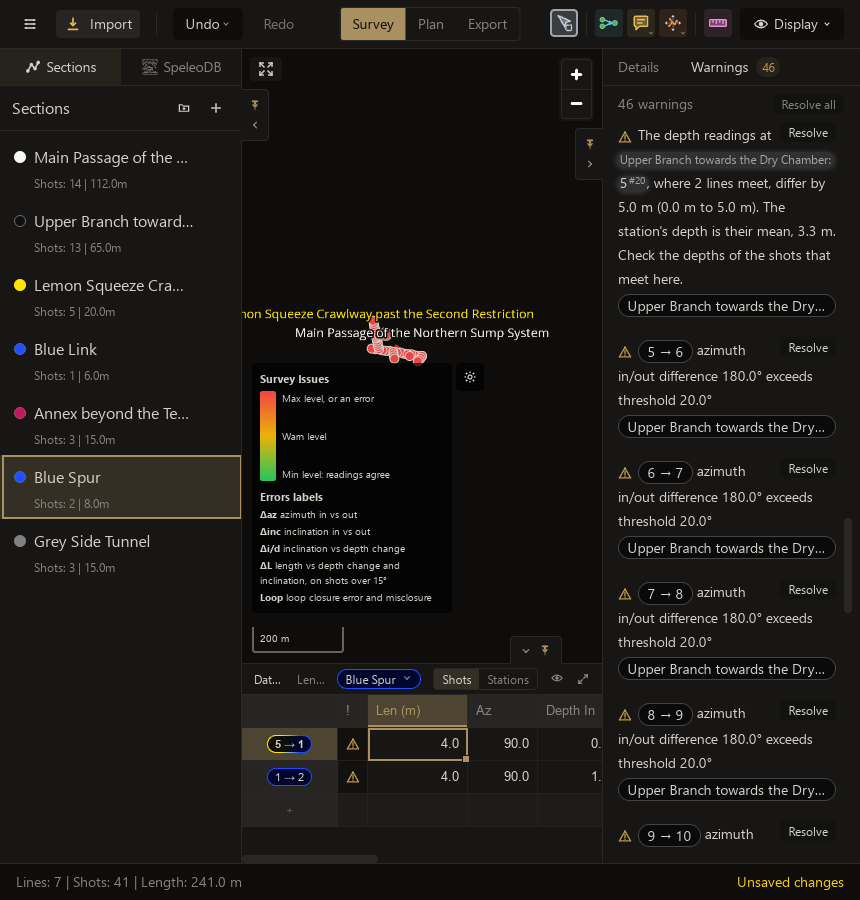 Import
Undo
Redo
Survey
Plan
Export
Display
Sections
SpeleoDB
Sections
Main Passage of the ...
Shots: 14 | 112.0m
Upper Branch toward...
Shots: 13 | 65.0m
Lemon Squeeze Cra...
Shots: 5 | 20.0m
Blue Link
Shots: 1 | 6.0m
Annex beyond the Te...
Shots: 3 | 15.0m
Blue Spur
Shots: 2 | 8.0m
Grey Side Tunnel
Shots: 3 | 15.0m
mon Squeeze Crawlway past the Second Restriction
Main Passage of the Northern Sump System
Survey Issues
Max level, or an error
Warn level
Min level: readings agree
Errors labels
Δaz azimuth in vs out
Δinc inclination in vs out
Δi/d inclination vs depth change
ΔL length vs depth change and
inclination, on shots over 15°
Loop loop closure error and misclosure
200 m
Dat...
Len...
Blue Spur
Shots
Stations
!
Len (m)
Az
Depth In
5 → 1
4.0
90.0
0.
1 → 2
4.0
90.0
1.
+
Details
Warnings
46
46 warnings
Resolve all
The depth readings at
Resolve
Upper Branch towards the Dry Chamber:
5 #20, where 2 lines meet, differ by
5.0 m (0.0 m to 5.0 m). The
station's depth is their mean, 3.3 m.
Check the depths of the shots that
meet here.
Upper Branch towards the Dry...
5 → 6 azimuth
Resolve
in/out difference 180.0° exceeds
threshold 20.0°
Upper Branch towards the Dry...
6 → 7 azimuth
Resolve
in/out difference 180.0° exceeds
threshold 20.0°
Upper Branch towards the Dry...
7 → 8 azimuth
Resolve
in/out difference 180.0° exceeds
threshold 20.0°
Upper Branch towards the Dry...
8 → 9 azimuth
Resolve
in/out difference 180.0° exceeds
threshold 20.0°
Upper Branch towards the Dry...
9 → 10 azimuth
Resolve
Lines: 7 | Shots: 41 | Length: 241.0 m
Unsaved changes